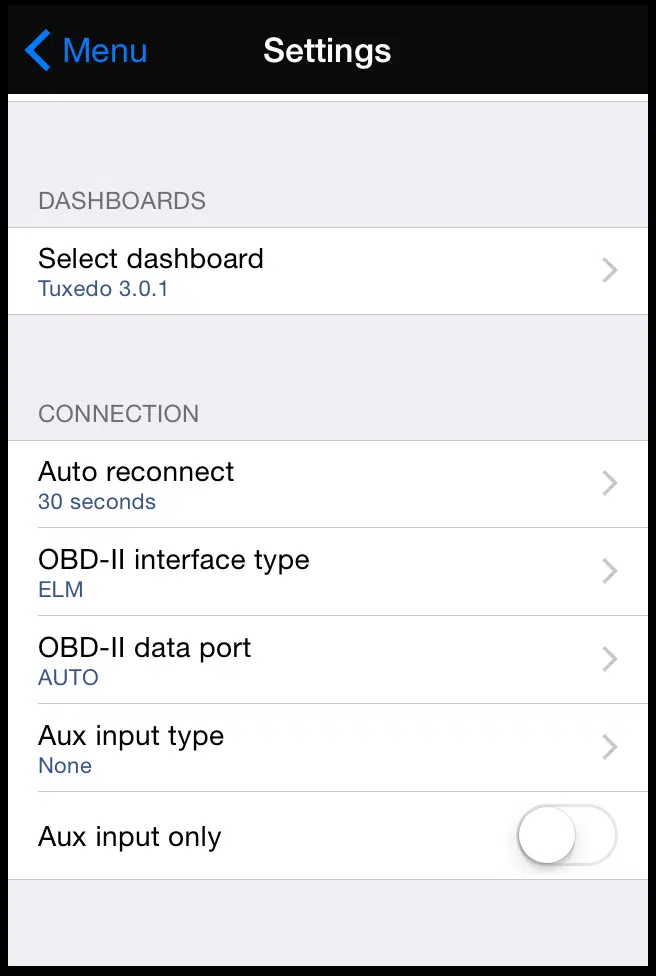 Menu
Settings
DASHBOARDS
Select dashboard
Tuxedo 3.0.1
CONNECTION
Auto reconnect
30 seconds
OBD-II interface type
ELM
OBD-II data port
AUTO
Aux input type
None
Aux input only